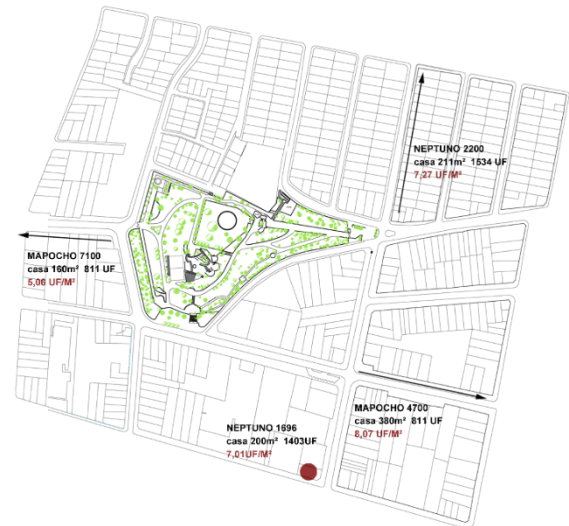 NEPTUNO 2200
casa 211m² 1534 UF
7,27 UF/M²
MAPOCHO 7100
casa 160m² 811 UF
5,06 UF/M²
MAPOCHO 4700
casa 380m² 811 UF
8,07 UF/M²
NEPTUNO 1696
casa 200m² 1403UF
7,01UF/M²